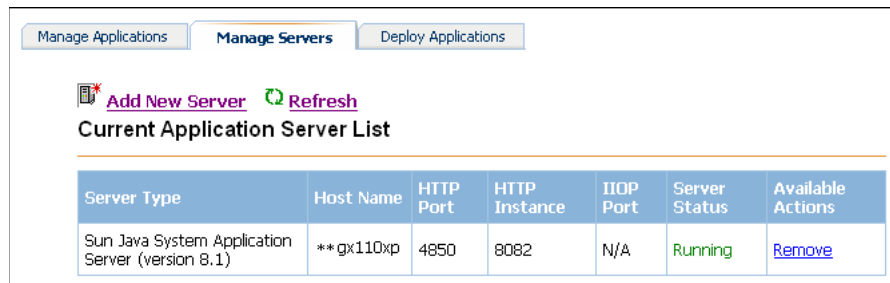 Manage Applications Manage Servers Deploy Applications
Add New Server Refresh
Current Application Server List
Server Type Host Name HTTP Port HTTP Instance IIOP Port Server Status Available Actions
Sun Java System Application Server (version 8.1) **gx110xp 4850 8082 N/A Running Remove